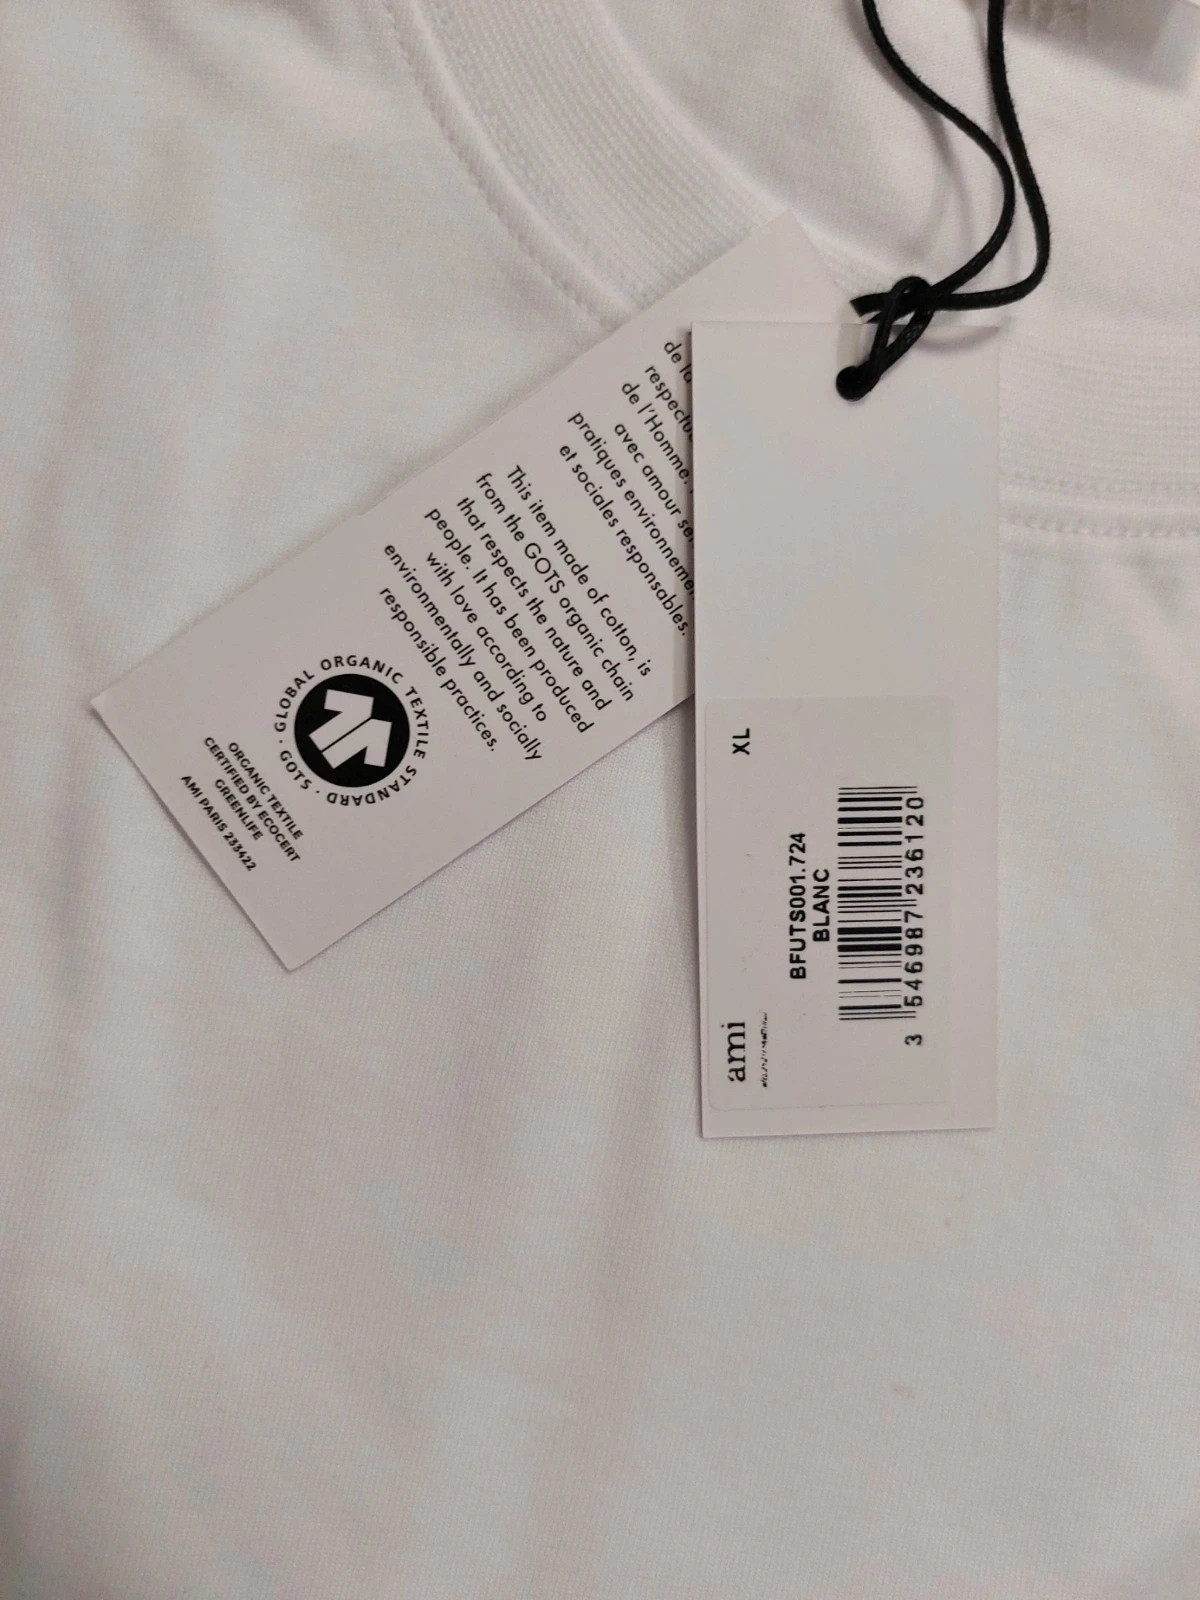 de la
respectue
de l'Homme.
avec amour se
pratiques environneme
et sociales responsables.
This item made of cotton, is
from the GOTS organic chain
that respects the nature and
people. It has been produced
with love according to
environmentally and socially
responsible practices.
GLOBAL ORGANIC TEXTILE STANDARD · GOTS ·
ORGANIC TEXTILE
CERTIFIED BY ECOCERT
GREENLIFE
AMI PARIS 233422
ami
XL
BFUTS001.724
BLANC
3 546987 236120